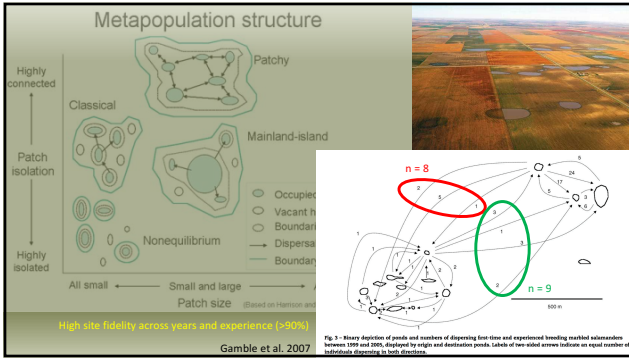 Metapopulation structure
Highly
connected
Patch
isolation
Highly
isolated
Patchy
Classical
Mainland-island
Nonequilibrium
Occupied
Vacant
Dispersal
Boundary
All small
Small and large
Patch size
(Based on Harrison and
High site fidelity across years and experience (>90%)
Gamble et al. 2007
n = 8
n = 9
500 m
Fig. 3 – Binary depiction of ponds and numbers of dispersing first-time and experienced breeding marbled salamanders
between 1999 and 2005, displayed by origin and destination ponds. Labels of two-sided arrows indicate an equal number of
individuals dispersing in both directions.